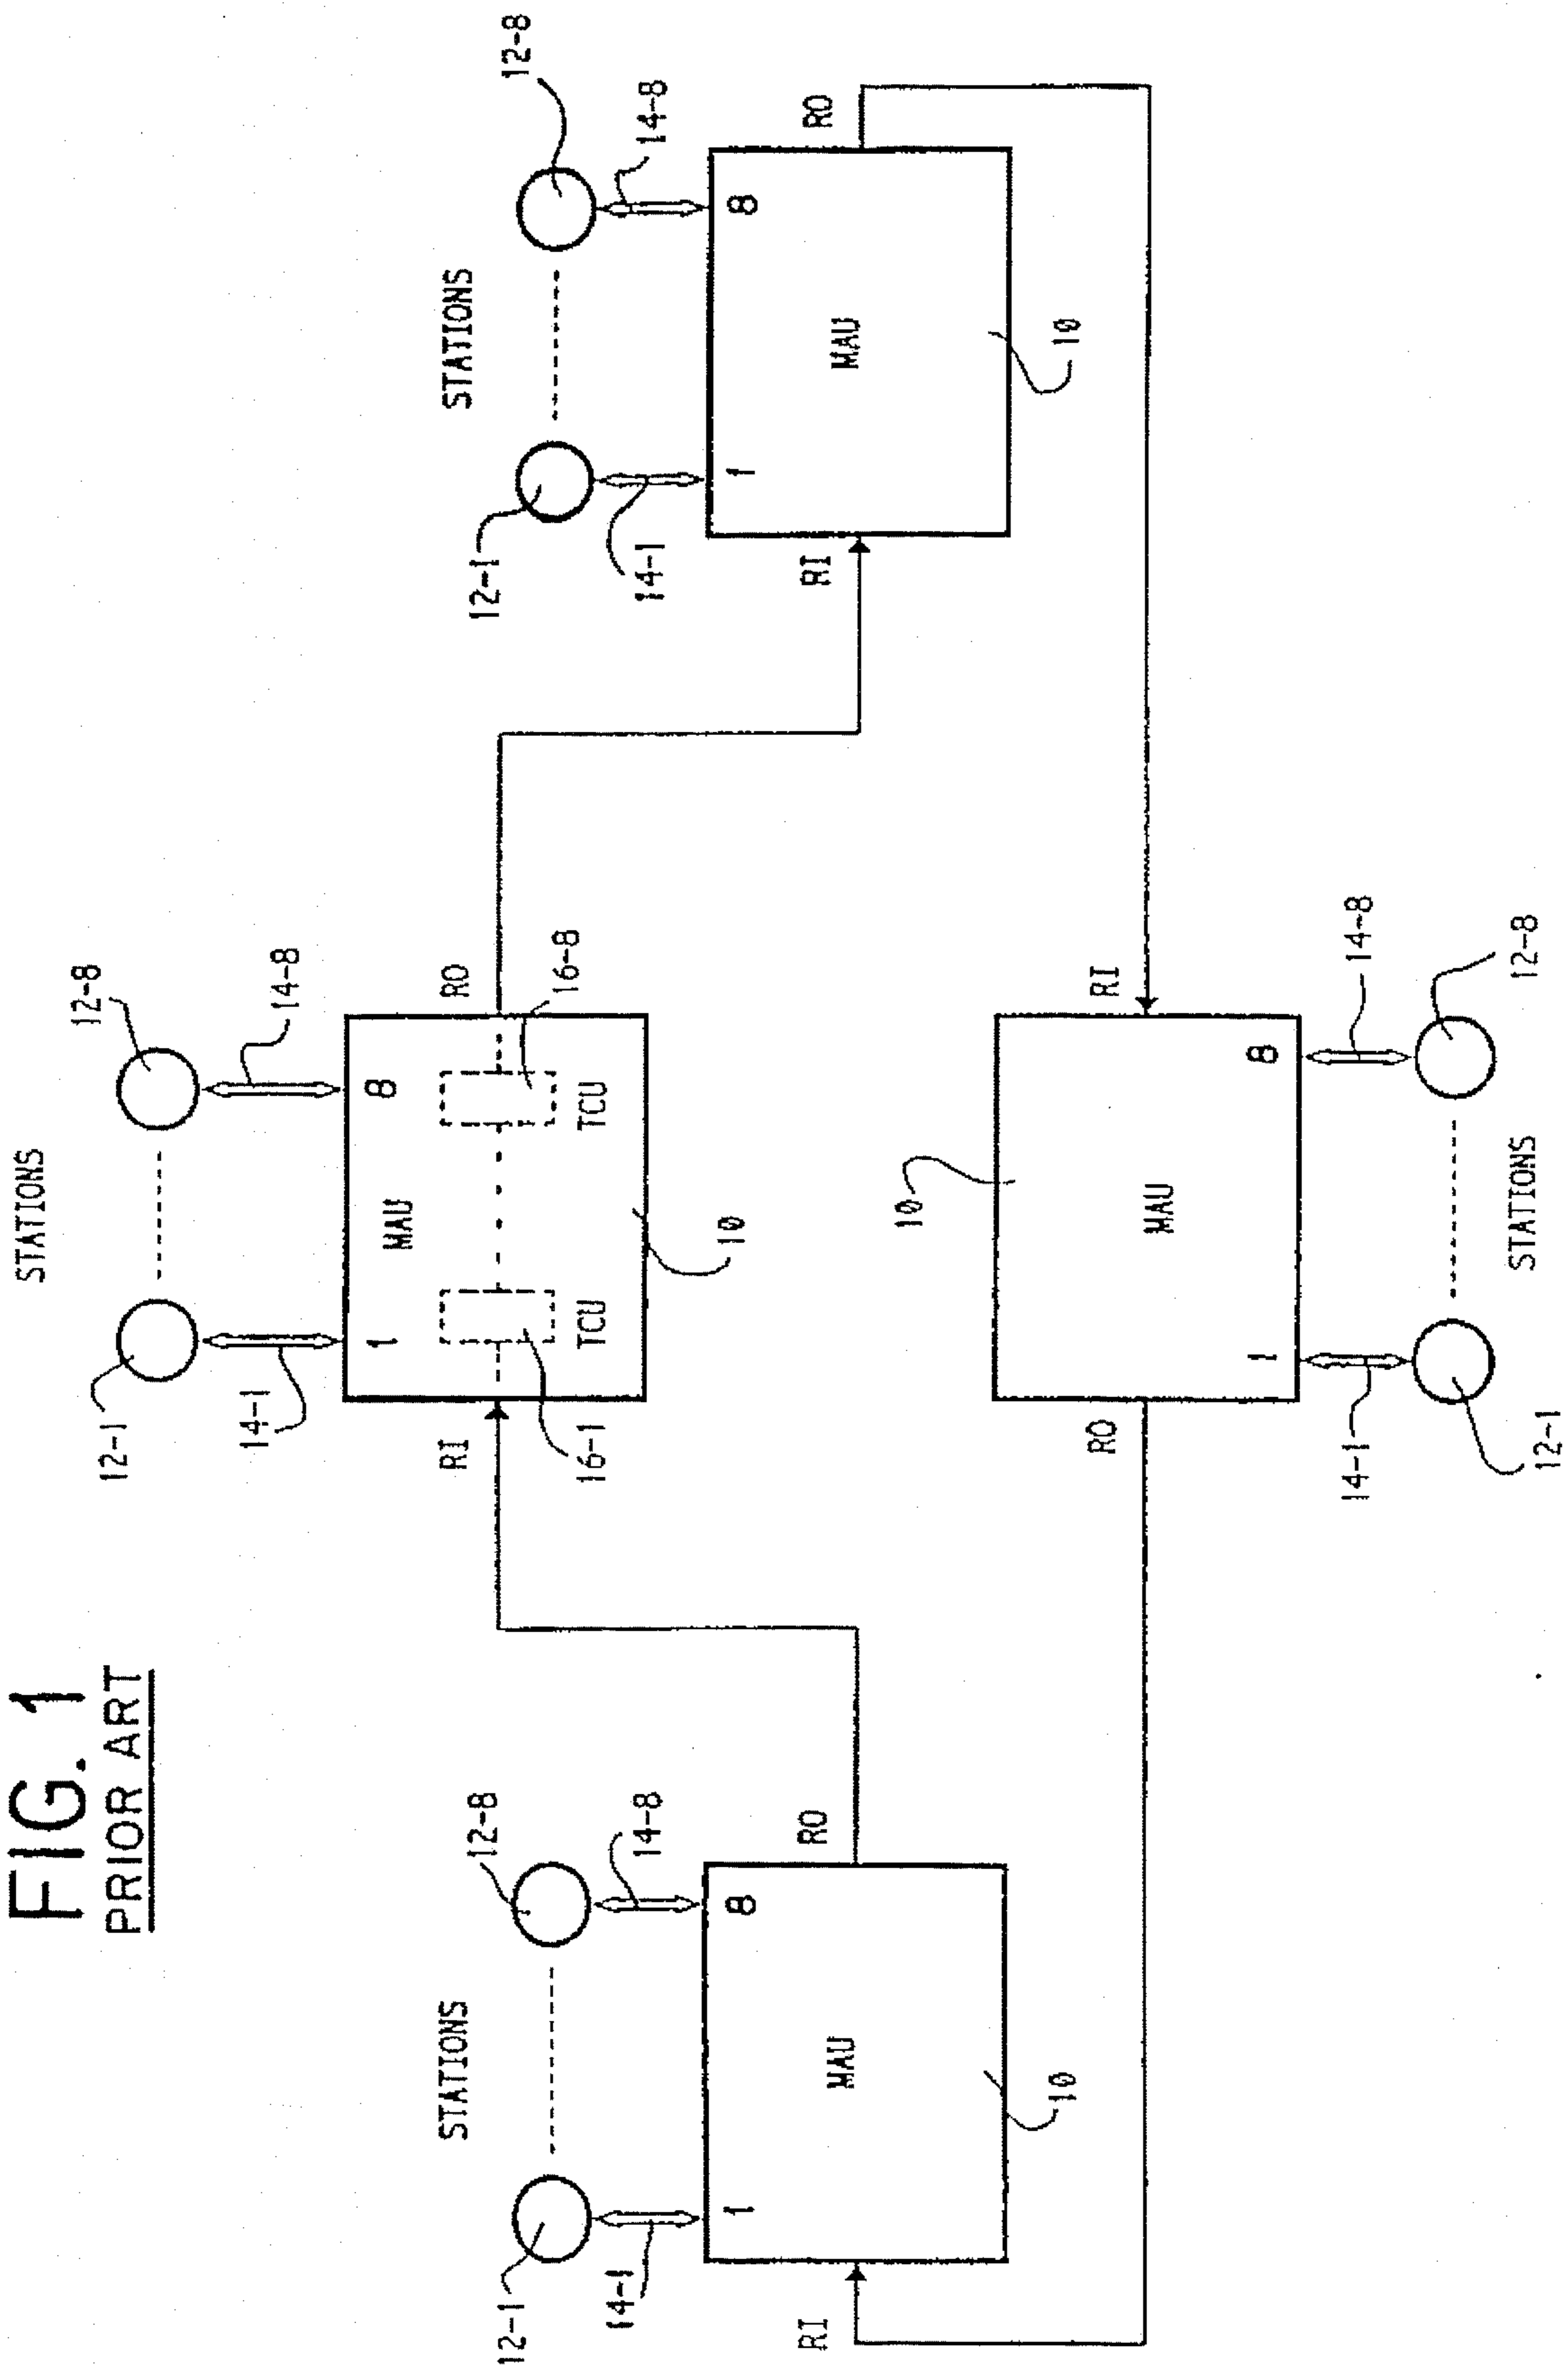 FIG. 1
PRIOR ART
STATIONS
12-1
12-8
14-1
14-8
1
8
MAU
RI
RO
10
STATIONS
12-1
12-8
14-1
14-8
1
8
MAU
RI
RO
TCU
TCU
16-1
16-8
10
STATIONS
12-1
12-8
14-1
14-8
1
8
MAU
RI
RO
10
10
MAU
RO
RI
1
8
14-1
14-8
12-1
12-8
STATIONS